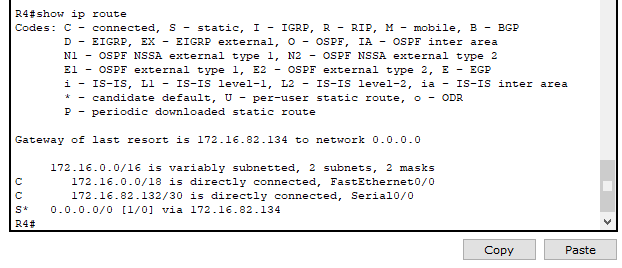 R4#show ip route
Codes: C - connected, S - static, I - IGRP, R - RIP, M - mobile, B - BGP
       D - EIGRP, EX - EIGRP external, O - OSPF, IA - OSPF inter area
       N1 - OSPF NSSA external type 1, N2 - OSPF NSSA external type 2
       E1 - OSPF external type 1, E2 - OSPF external type 2, E - EGP
       i - IS-IS, L1 - IS-IS level-1, L2 - IS-IS level-2, ia - IS-IS inter area
       * - candidate default, U - per-user static route, o - ODR
       P - periodic downloaded static route
Gateway of last resort is 172.16.82.134 to network 0.0.0.0
     172.16.0.0/16 is variably subnetted, 2 subnets, 2 masks
C       172.16.0.0/18 is directly connected, FastEthernet0/0
C       172.16.82.132/30 is directly connected, Serial0/0
S*   0.0.0.0/0 [1/0] via 172.16.82.134
R4#
Copy Paste